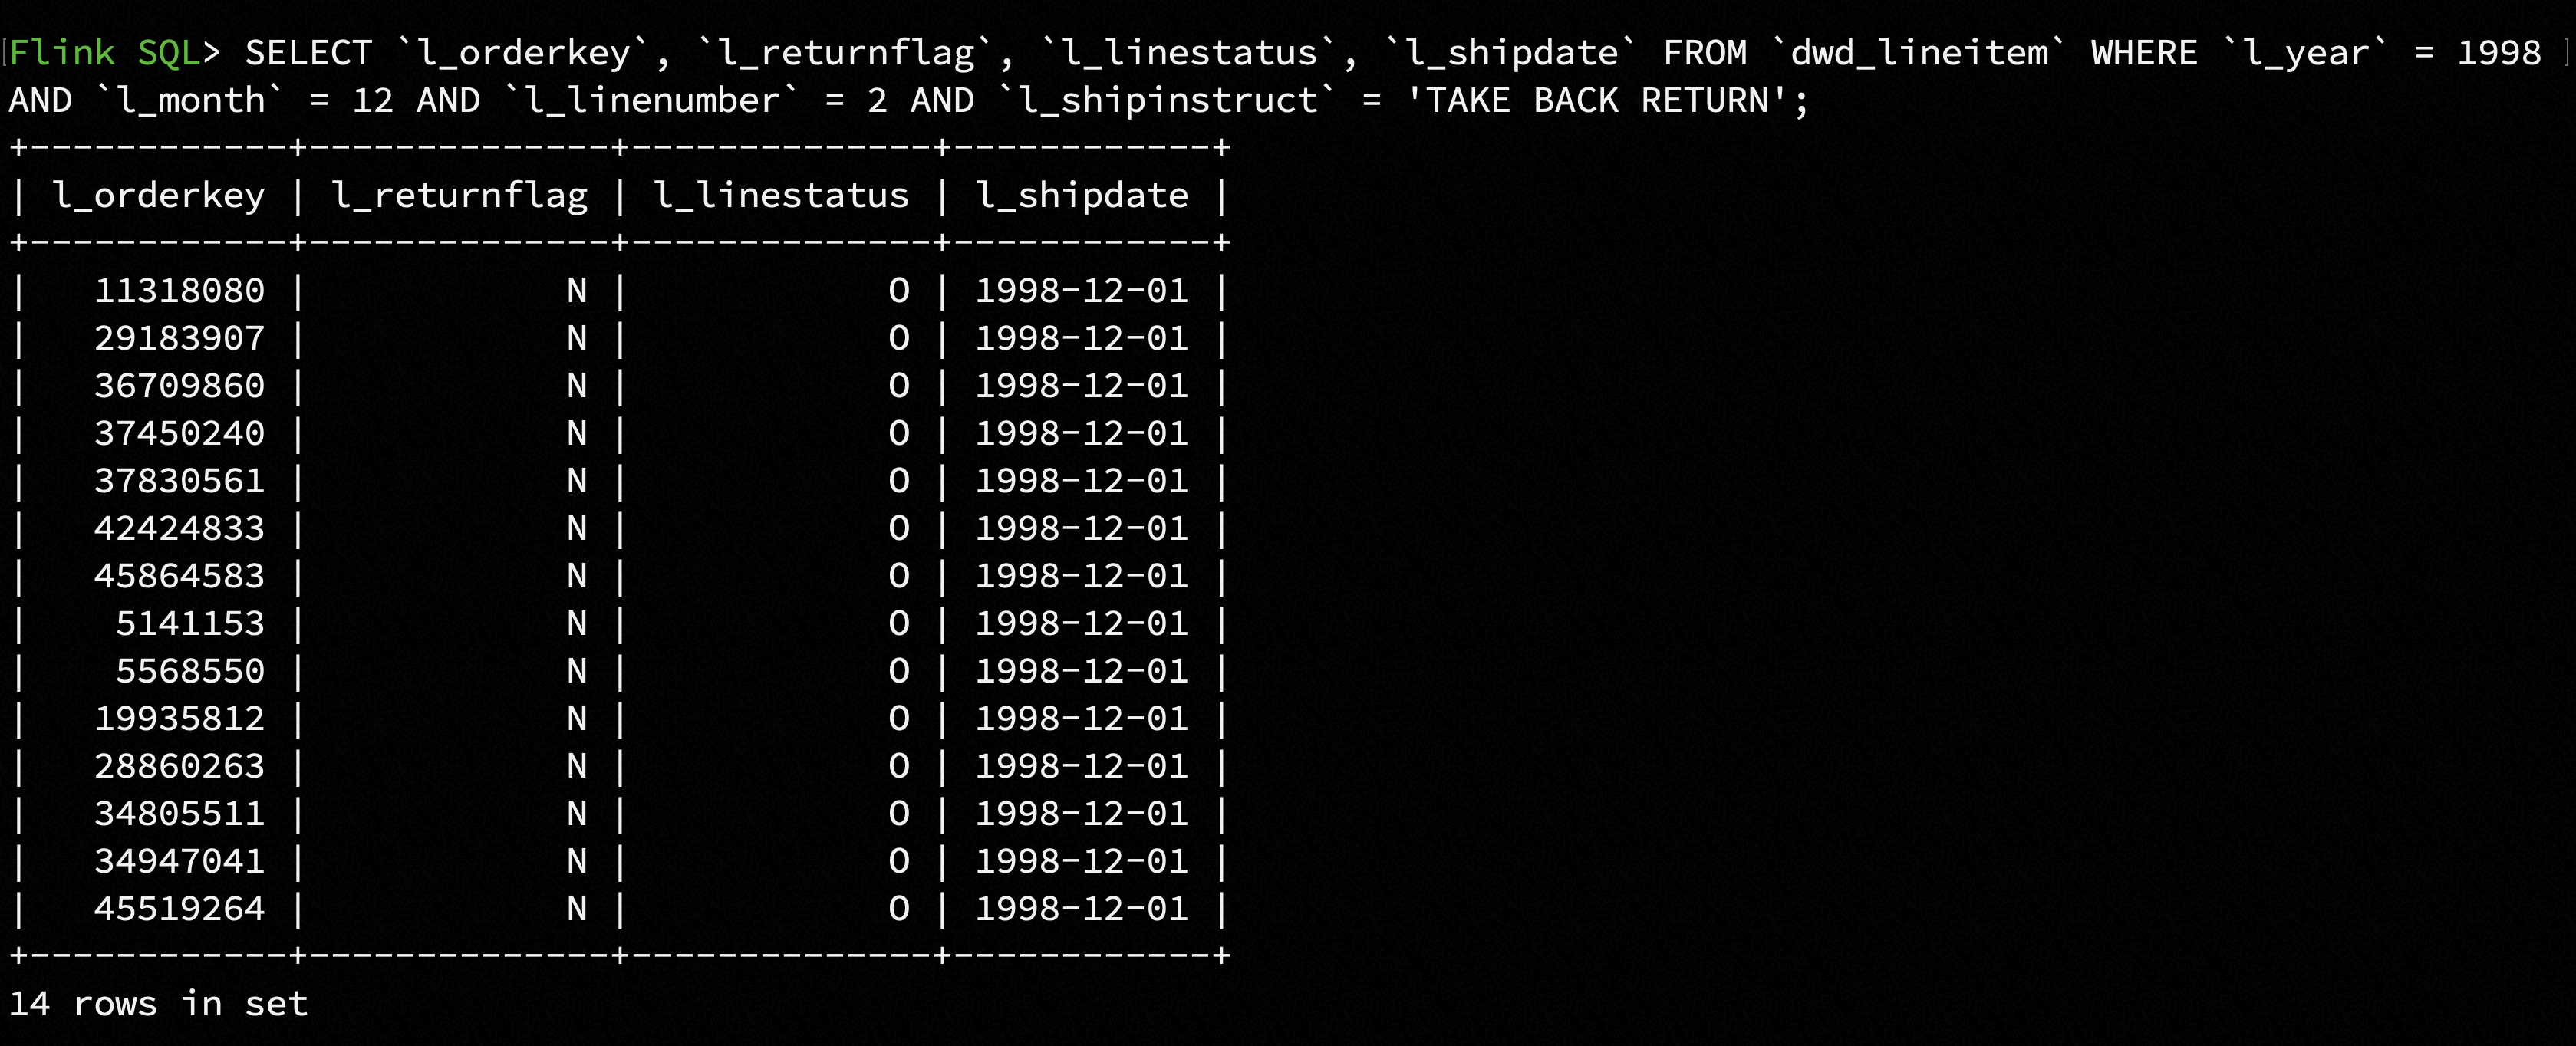 Flink SQL> SELECT `l_orderkey`, `l_returnflag`, `l_linestatus`, `l_shipdate` FROM `dwd_lineitem` WHERE `l_year` = 1998
AND `l_month` = 12 AND `l_linenumber` = 2 AND `l_shipinstruct` = 'TAKE BACK RETURN';
+------------+--------------+--------------+------------+
| l_orderkey | l_returnflag | l_linestatus | l_shipdate |
+------------+--------------+--------------+------------+
|   11318080 |            N |            O | 1998-12-01 |
|   29183907 |            N |            O | 1998-12-01 |
|   36709860 |            N |            O | 1998-12-01 |
|   37450240 |            N |            O | 1998-12-01 |
|   37830561 |            N |            O | 1998-12-01 |
|   42424833 |            N |            O | 1998-12-01 |
|   45864583 |            N |            O | 1998-12-01 |
|    5141153 |            N |            O | 1998-12-01 |
|    5568550 |            N |            O | 1998-12-01 |
|   19935812 |            N |            O | 1998-12-01 |
|   28860263 |            N |            O | 1998-12-01 |
|   34805511 |            N |            O | 1998-12-01 |
|   34947041 |            N |            O | 1998-12-01 |
|   45519264 |            N |            O | 1998-12-01 |
+------------+--------------+--------------+------------+
14 rows in set